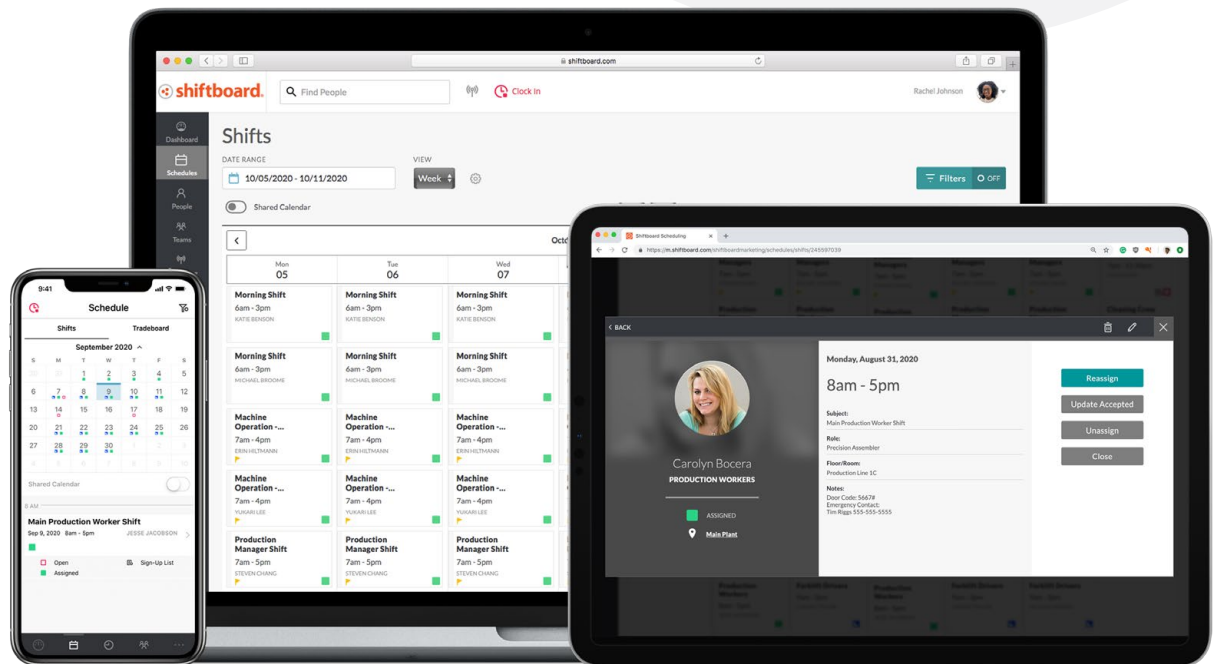 shiftboard.com
shiftboard.
Find People
Clock In
Rachel Johnson
Dashboard
Schedules
People
Teams
Shifts
DATE RANGE
VIEW
10/05/2020 - 10/11/2020
Week
Filters
OFF
Shared Calendar
Mon
Tue
Wed
05
06
07
Morning Shift
Morning Shift
Morning Shift
6am - 3pm
6am - 3pm
6am - 3pm
KATIE BENSON
KATIE BENSON
KATIE BENSON
Morning Shift
Morning Shift
Morning Shift
6am - 3pm
6am - 3pm
6am - 3pm
MICHAEL BROOME
MICHAEL BROOME
MICHAEL BROOME
Machine
Machine
Machine
Operation -...
Operation -...
Operation -...
7am - 4pm
7am - 4pm
7am - 4pm
ERIN HILTMANN
ERIN HILTMANN
ERIN HILTMANN
Machine
Machine
Machine
Operation -...
Operation -...
Operation -...
7am - 4pm
7am - 4pm
7am - 4pm
YUKARI LEE
YUKARI LEE
YUKARI LEE
Production
Production
Production
Manager Shift
Manager Shift
Manager Shift
7am - 5pm
7am - 5pm
7am - 5pm
STEVEN CHANG
STEVEN CHANG
STEVEN CHANG
9:41
Schedule
Shifts
Tradeboard
September 2020
S M T W T F S
1 2 3 4 5
6 7 8 9 10 11 12
13 14 15 16 17 18 19
20 21 22 23 24 25 26
27 28 29 30
Shared Calendar
8 AM
Main Production Worker Shift
Sep 9, 2020 8am - 5pm
JESSE JACOBSON
Open
Sign-Up List
Assigned
Shiftboard Scheduling
https://m.shiftboard.com/shiftboardmarketing/schedules/shifts/245597039
BACK
Carolyn Bocera
PRODUCTION WORKERS
ASSIGNED
Main Plant
Monday, August 31, 2020
8am - 5pm
Subject:
Main Production Worker Shift
Role:
Precision Assembler
Floor/Room:
Production Line 1C
Notes:
Door Code: 5667#
Emergency Contact:
Tim Riggs 555-555-5555
Reassign
Update Accepted
Unassign
Close